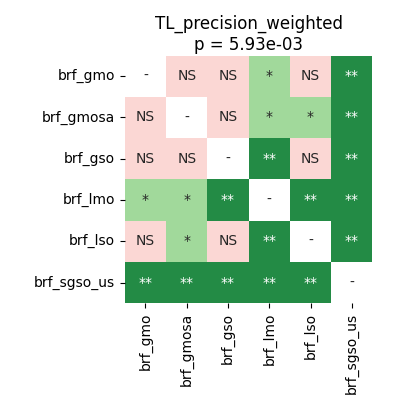 TL_precision_weighted
p = 5.93e-03
brf_gmo - NS NS * NS **
brf_gmosa NS - NS * * **
brf_gso NS NS - ** NS **
brf_lmo * * ** - ** **
brf_lso NS * NS ** - **
brf_sgso_us ** ** ** ** ** -
brf_gmo brf_gmosa brf_gso brf_lmo brf_lso brf_sgso_us